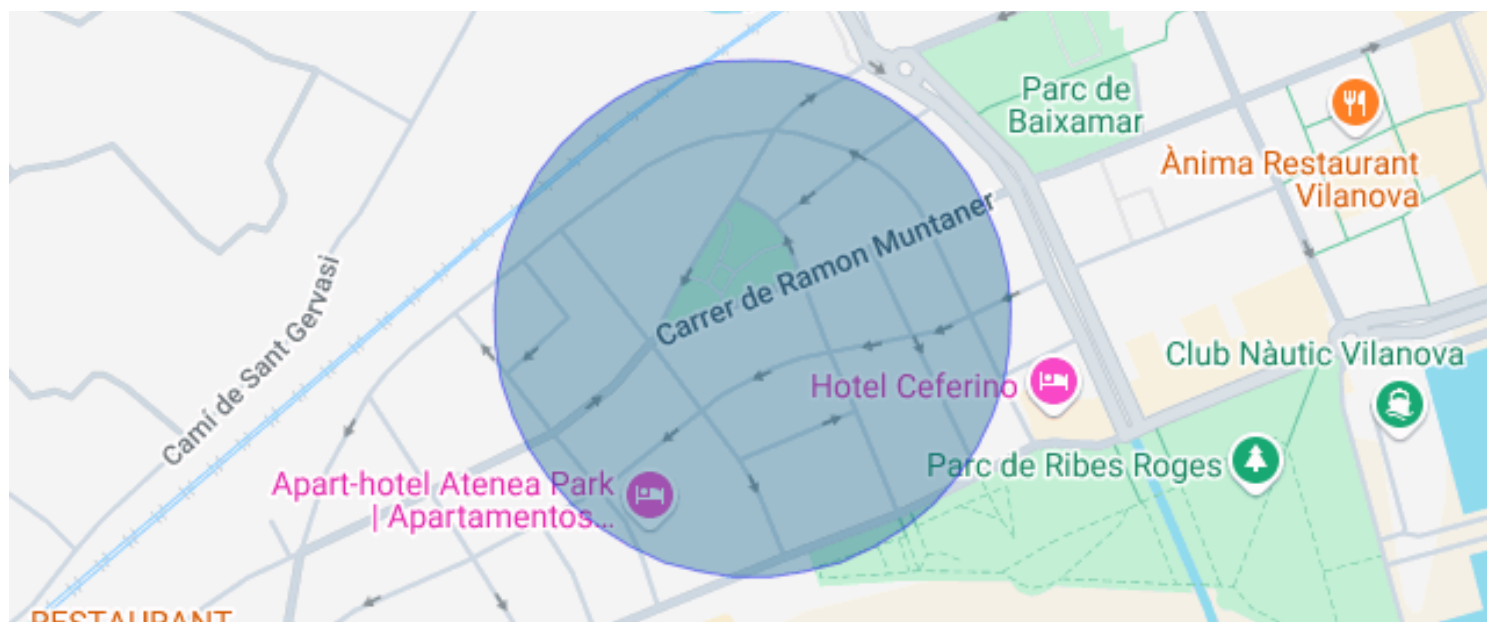 Parc de
Baixamar
Ànima Restaurant
Vilanova
Carrer de Ramon Muntaner
Camí de Sant Gervasi
Club Nàutic Vilanova
Hotel Ceferino
Parc de Ribes Roges
Apart-hotel Atenea Park
| Apartamentos...
RESTAURANT